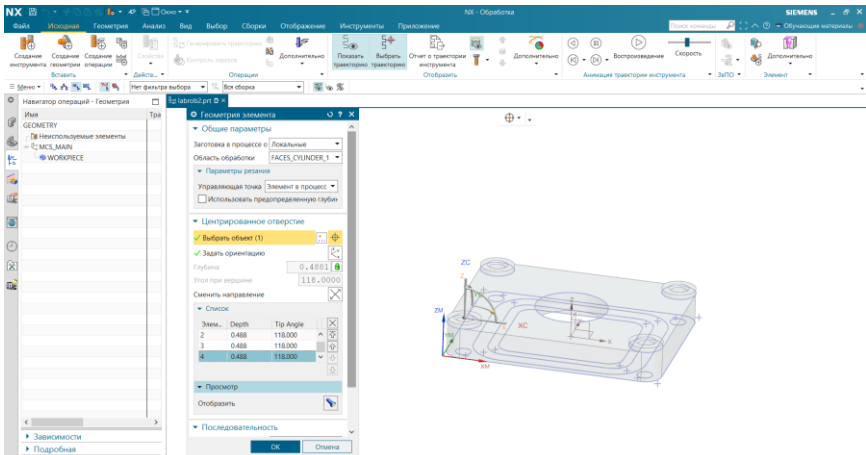 NX Окно NX - Обработка SIEMENS
Файл Исходная Геометрия Анализ Вид Выбор Сборки Отображение Инструменты Приложение Поиск команды Обучающие материалы
Создание инструмента Создание геометрии Создание операции Свойства Генерировать траекторию Контроль зарезов Дополнительно Показать траекторию Выбрать траекторию Отчет о траектории инструмента Дополнительно Воспроизведение Скорость Дополнительно
Вставить Действ... Операции Отобразить Анимация траектории инструмента ЗвПО Элемент
Меню Нет фильтра выбора Вся сборка
Навигатор операций - Геометрия labrob2.prt
Имя Тра
GEOMETRY
Неиспользуемые элементы
MCS_MAIN
WORKPIECE
Зависимости
Подробная
Геометрия элемента
Общие параметры
Заготовка в процессе о Локальные
Область обработки FACES_CYLINDER_1
Параметры резания
Управляющая точка Элемент в процесс
Использовать предопределенную глубин
Центрированное отверстие
Выбрать объект (1)
Задать ориентацию
Глубина 0.4881
Угол при вершине 118.0000
Сменить направление
Список
Элем... Depth Tip Angle
2 0.488 118.000
3 0.488 118.000
4 0.488 118.000
Просмотр
Отобразить
Последовательность
OK Отмена
ZC
Z
ZM
XC
Z
X
XM